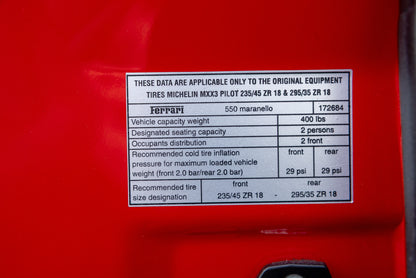 THESE DATA ARE APPLICABLE ONLY TO THE ORIGINAL EQUIPMENT
TIRES MICHELIN MXX3 PILOT 235/45 ZR 18 & 295/35 ZR 18
Ferrari 550 maranello 172684
Vehicle capacity weight 400 lbs
Designated seating capacity 2 persons
Occupants distribution 2 front
Recommended cold tire inflation front rear
pressure for maximum loaded vehicle
weight (front 2.0 bar/rear 2.0 bar) 29 psi 29 psi
Recommended tire front rear
size designation 235/45 ZR 18 - 295/35 ZR 18